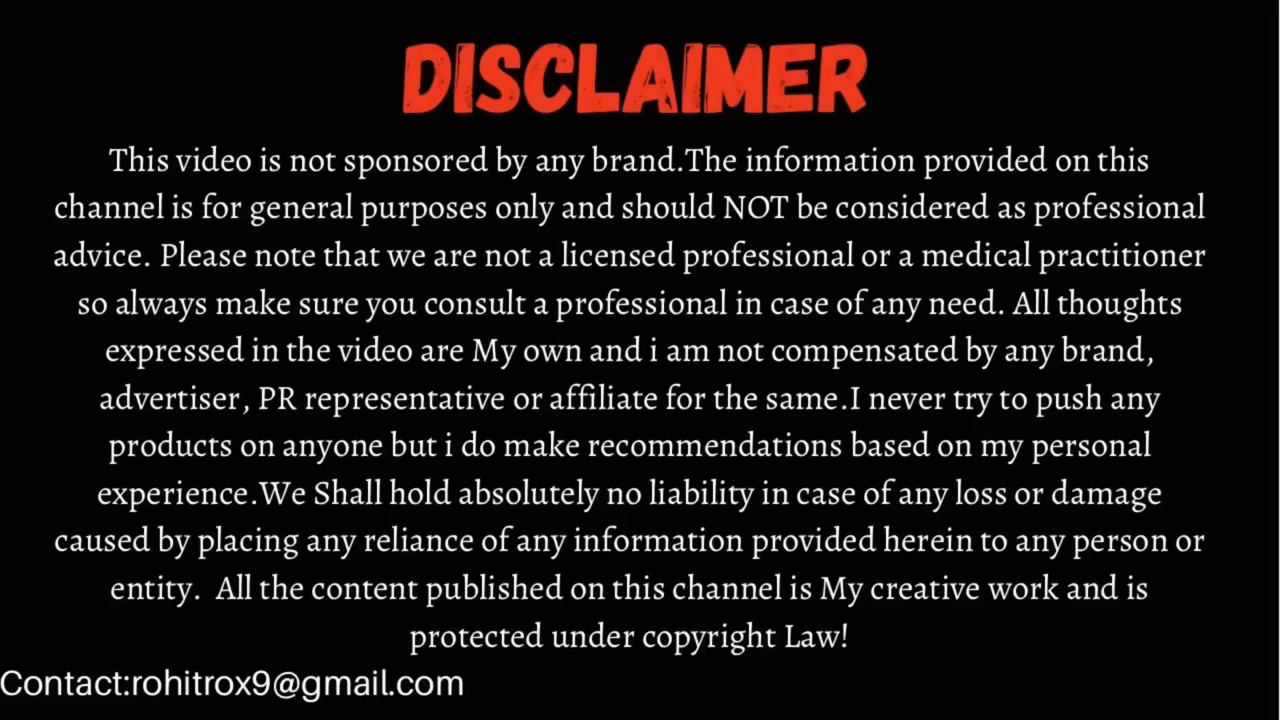 DISCLAIMER
This video is not sponsored by any brand.The information provided on this
channel is for general purposes only and should NOT be considered as professional
advice. Please note that we are not a licensed professional or a medical practitioner
so always make sure you consult a professional in case of any need. All thoughts
expressed in the video are My own and i am not compensated by any brand,
advertiser, PR representative or affiliate for the same.I never try to push any
products on anyone but i do make recommendations based on my personal
experience.We Shall hold absolutely no liability in case of any loss or damage
caused by placing any reliance of any information provided herein to any person or
entity.  All the content published on this channel is My creative work and is
protected under copyright Law!
Contact:rohitrox9@gmail.com